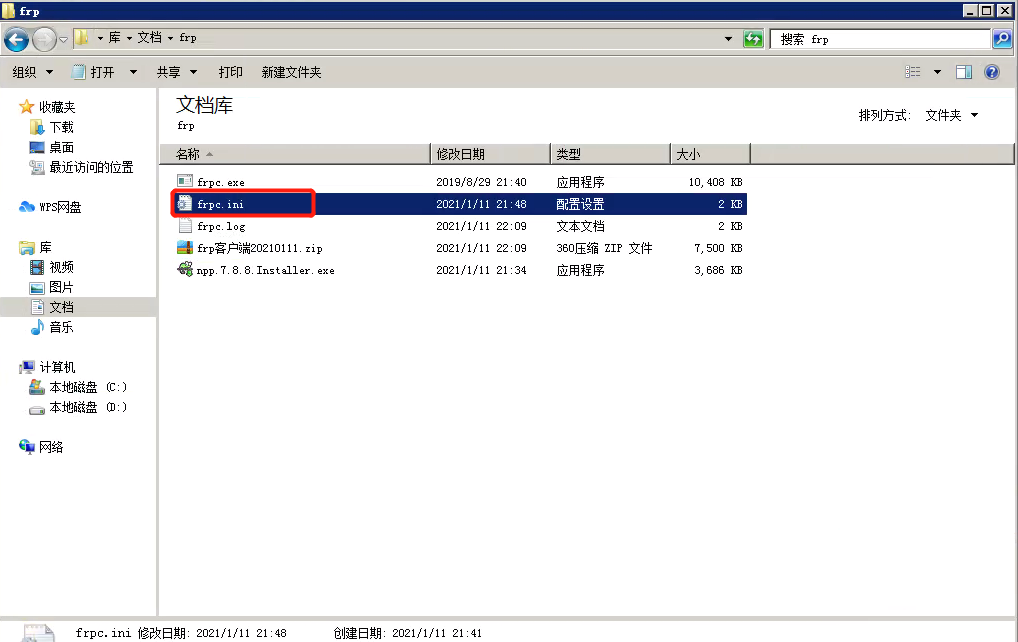 frp
库 文档 frp
搜索 frp
组织 打开 共享 打印 新建文件夹
收藏夹
下载
桌面
最近访问的位置
WPS网盘
库
视频
图片
文档
音乐
计算机
本地磁盘 (C:)
本地磁盘 (D:)
网络
文档库
frp
排列方式: 文件夹
名称 修改日期 类型 大小
frpc.exe 2019/8/29 21:40 应用程序 10,408 KB
frpc.ini 2021/1/11 21:48 配置设置 2 KB
frpc.log 2021/1/11 22:09 文本文档 2 KB
frp客户端20210111.zip 2021/1/11 22:09 360压缩 ZIP 文件 7,500 KB
npp.7.8.8.Installer.exe 2021/1/11 21:34 应用程序 3,686 KB
frpc.ini 修改日期: 2021/1/11 21:48 创建日期: 2021/1/11 21:41